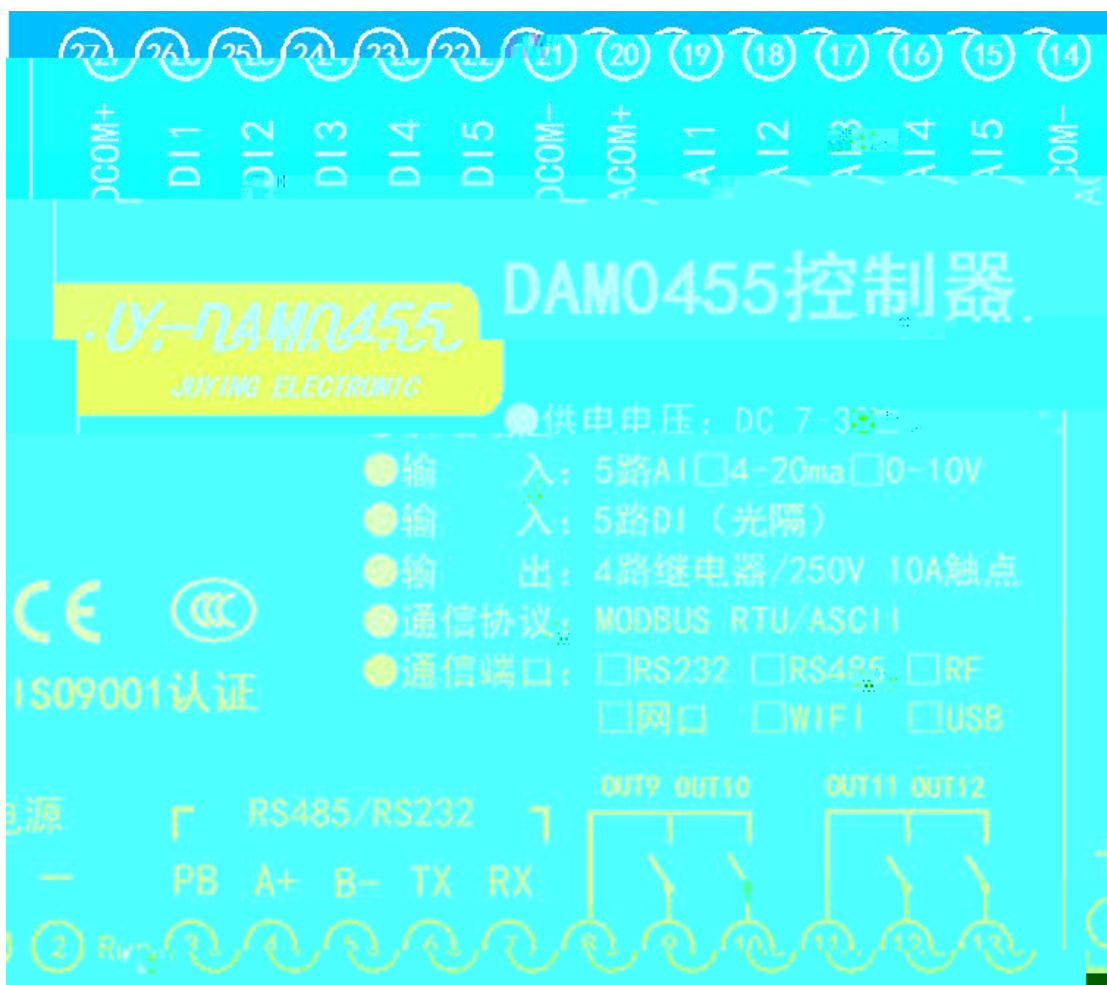 27 26 25 24 23 22 21 20 19 18 17 16 15 14
DCOM+ DI1 DI2 DI3 DI4 DI5 DCOM- ACOM+ AI1 AI2 AI3 AI4 AI5 COM-
DAM0455控制器
JY-DAM0455
JUYING ELECTRONIC
供电电压: DC 7-3
输 入: 5路AI□4-20ma□0-10V
输 入: 5路DI (光隔)
输 出: 4路继电器/250V 10A触点
通信协议: MODBUS RTU/ASCII
通信端口: □RS232 □RS485 □RF
□网口 □WIFI □USB
CE CCC
ISO9001认证
OUT9 OUT10 OUT11 OUT12
电源 RS485/RS232
- PB A+ B- TX RX
2 3 4 5 6 7 8 9 10 11 12 13